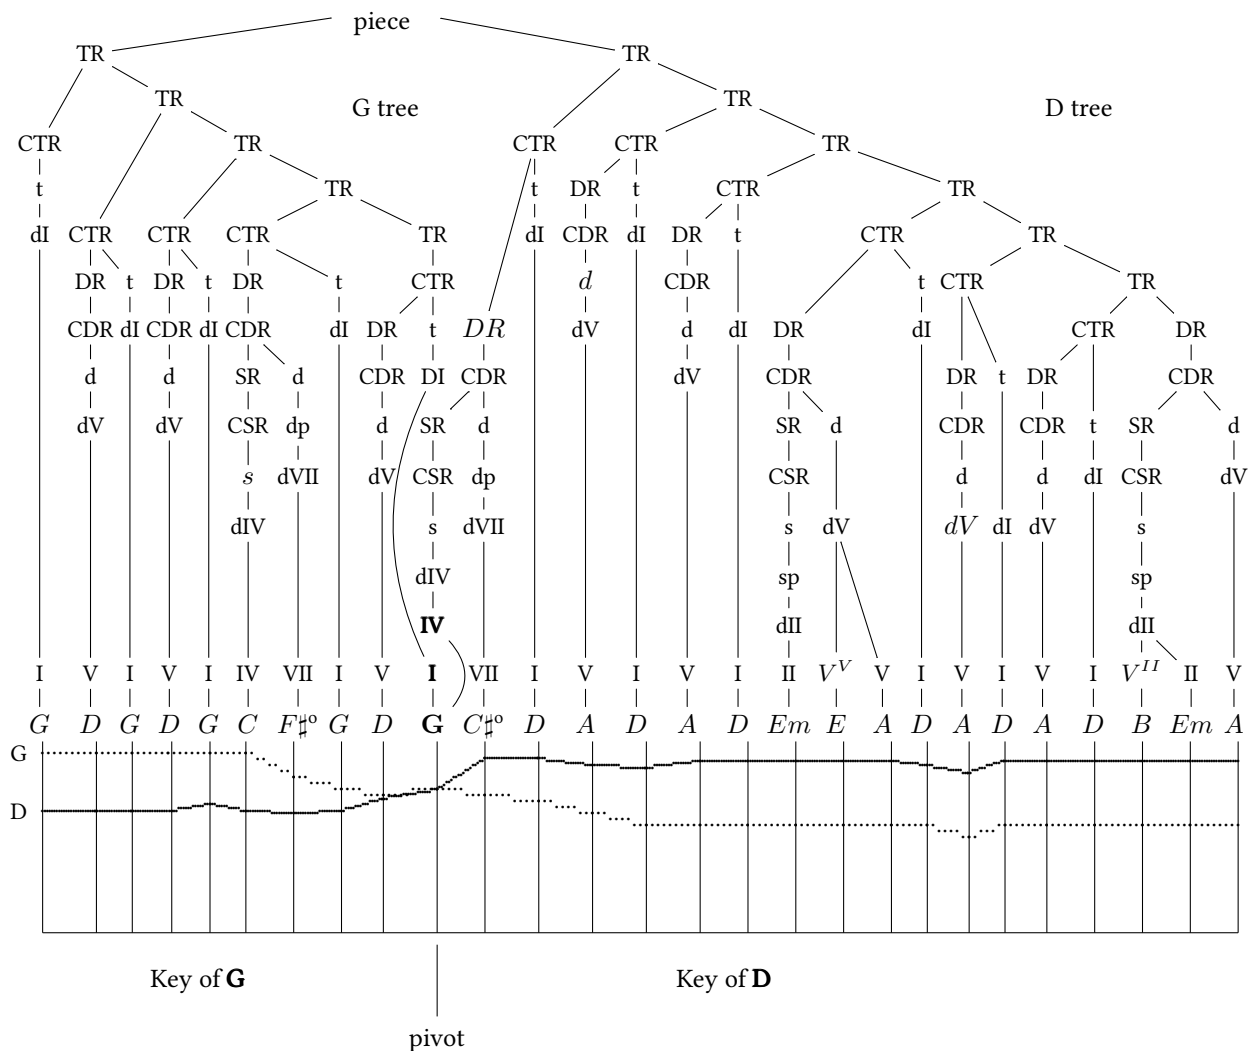 piece
TR TR
TR G tree TR D tree
CTR TR CTR CTR TR
t TR DR t CTR TR
dI CTR CTR CTR TR dI CDR dI DR t CTR TR
DR t DR t DR t CTR d CDR t CTR TR
CDR dI CDR dI CDR dI DR t DR dV d dI DR dI CTR DR
d d SR d CDR DI CDR dV CDR DR t DR CDR
dV dV CSR dp d SR d SR d CDR CDR t SR d
s dVII dV CSR dp CSR d d dI CSR dV
dIV s dVII s dV dV dI dV s
dIV sp sp
IV dII dII
I V I V I IV VII I V I VII I V I V I II V^V V I V I V I V^II II V
G D G D G C F♯o G D G C♯o D A D A D Em E A D A D A D B Em A
G
D
Key of G Key of D
pivot